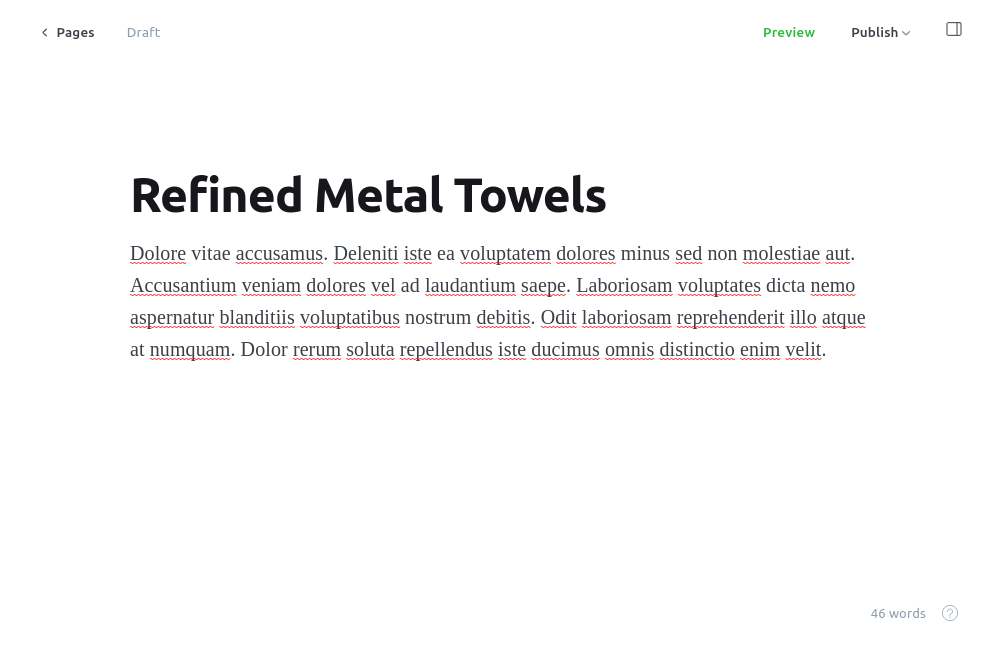 Pages
Draft
Preview
Publish
Refined Metal Towels
Dolore vitae accusamus. Deleniti iste ea voluptatem dolores minus sed non molestiae aut.
Accusantium veniam dolores vel ad laudantium saepe. Laboriosam voluptates dicta nemo
aspernatur blanditiis voluptatibus nostrum debitis. Odit laboriosam reprehenderit illo atque
at numquam. Dolor rerum soluta repellendus iste ducimus omnis distinctio enim velit.
46 words
?